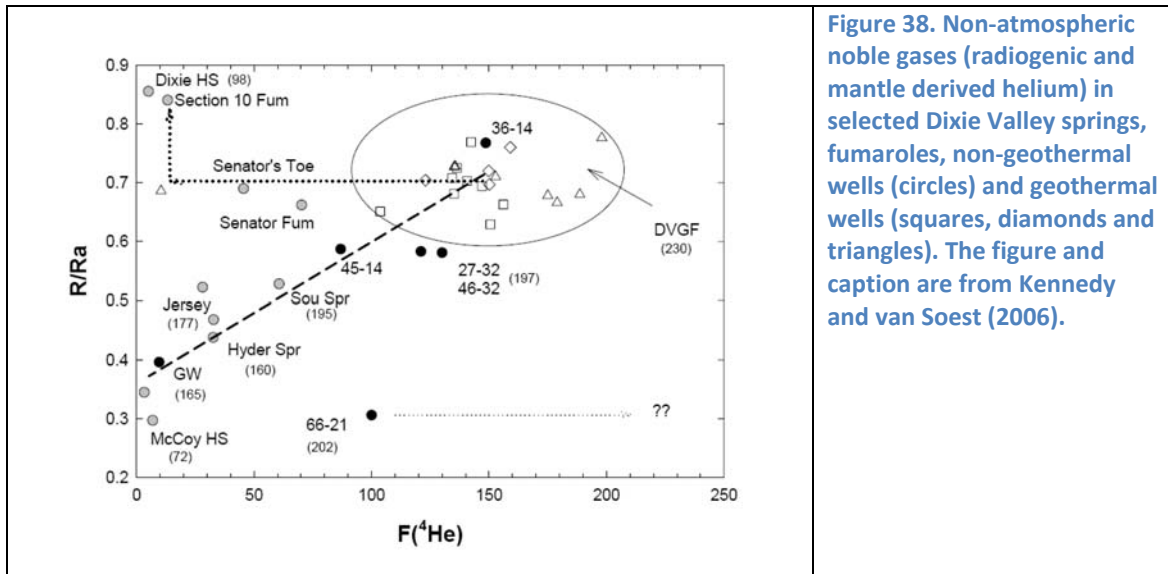 0.9
0.8
0.7
0.6
0.5
0.4
0.3
0.2
R/Ra
0
50
100
150
200
250
F(⁴He)
Dixie HS (98)
Section 10 Fum
36-14
Senator's Toe
Senator Fum
DVGF
(230)
45-14
27-32
46-32
(197)
Jersey
(177)
Sou Spr
(195)
Hyder Spr
(160)
GW
(165)
McCoy HS
(72)
66-21
(202)
??
Figure 38. Non-atmospheric
noble gases (radiogenic and
mantle derived helium) in
selected Dixie Valley springs,
fumaroles, non-geothermal
wells (circles) and geothermal
wells (squares, diamonds and
triangles). The figure and
caption are from Kennedy
and van Soest (2006).